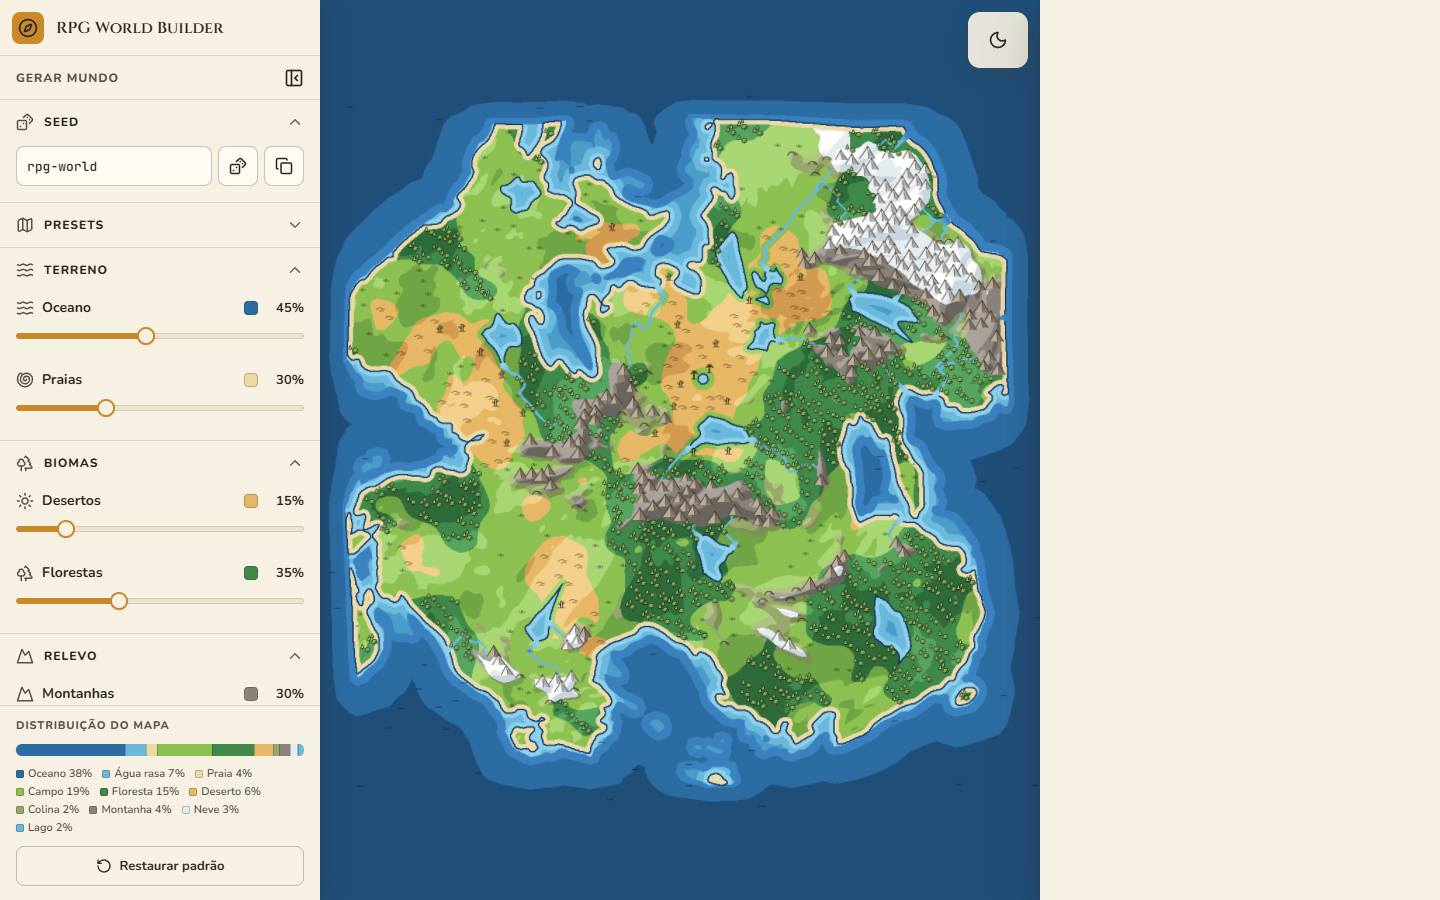 RPG World Builder
GERAR MUNDO
SEED
rpg-world
PRESETS
TERRENO
Oceano 45%
Praias 30%
BIOMAS
Desertos 15%
Florestas 35%
RELEVO
Montanhas 30%
DISTRIBUIÇÃO DO MAPA
Oceano 38% Água rasa 7% Praia 4%
Campo 19% Floresta 15% Deserto 6%
Colina 2% Montanha 4% Neve 3%
Lago 2%
Restaurar padrão